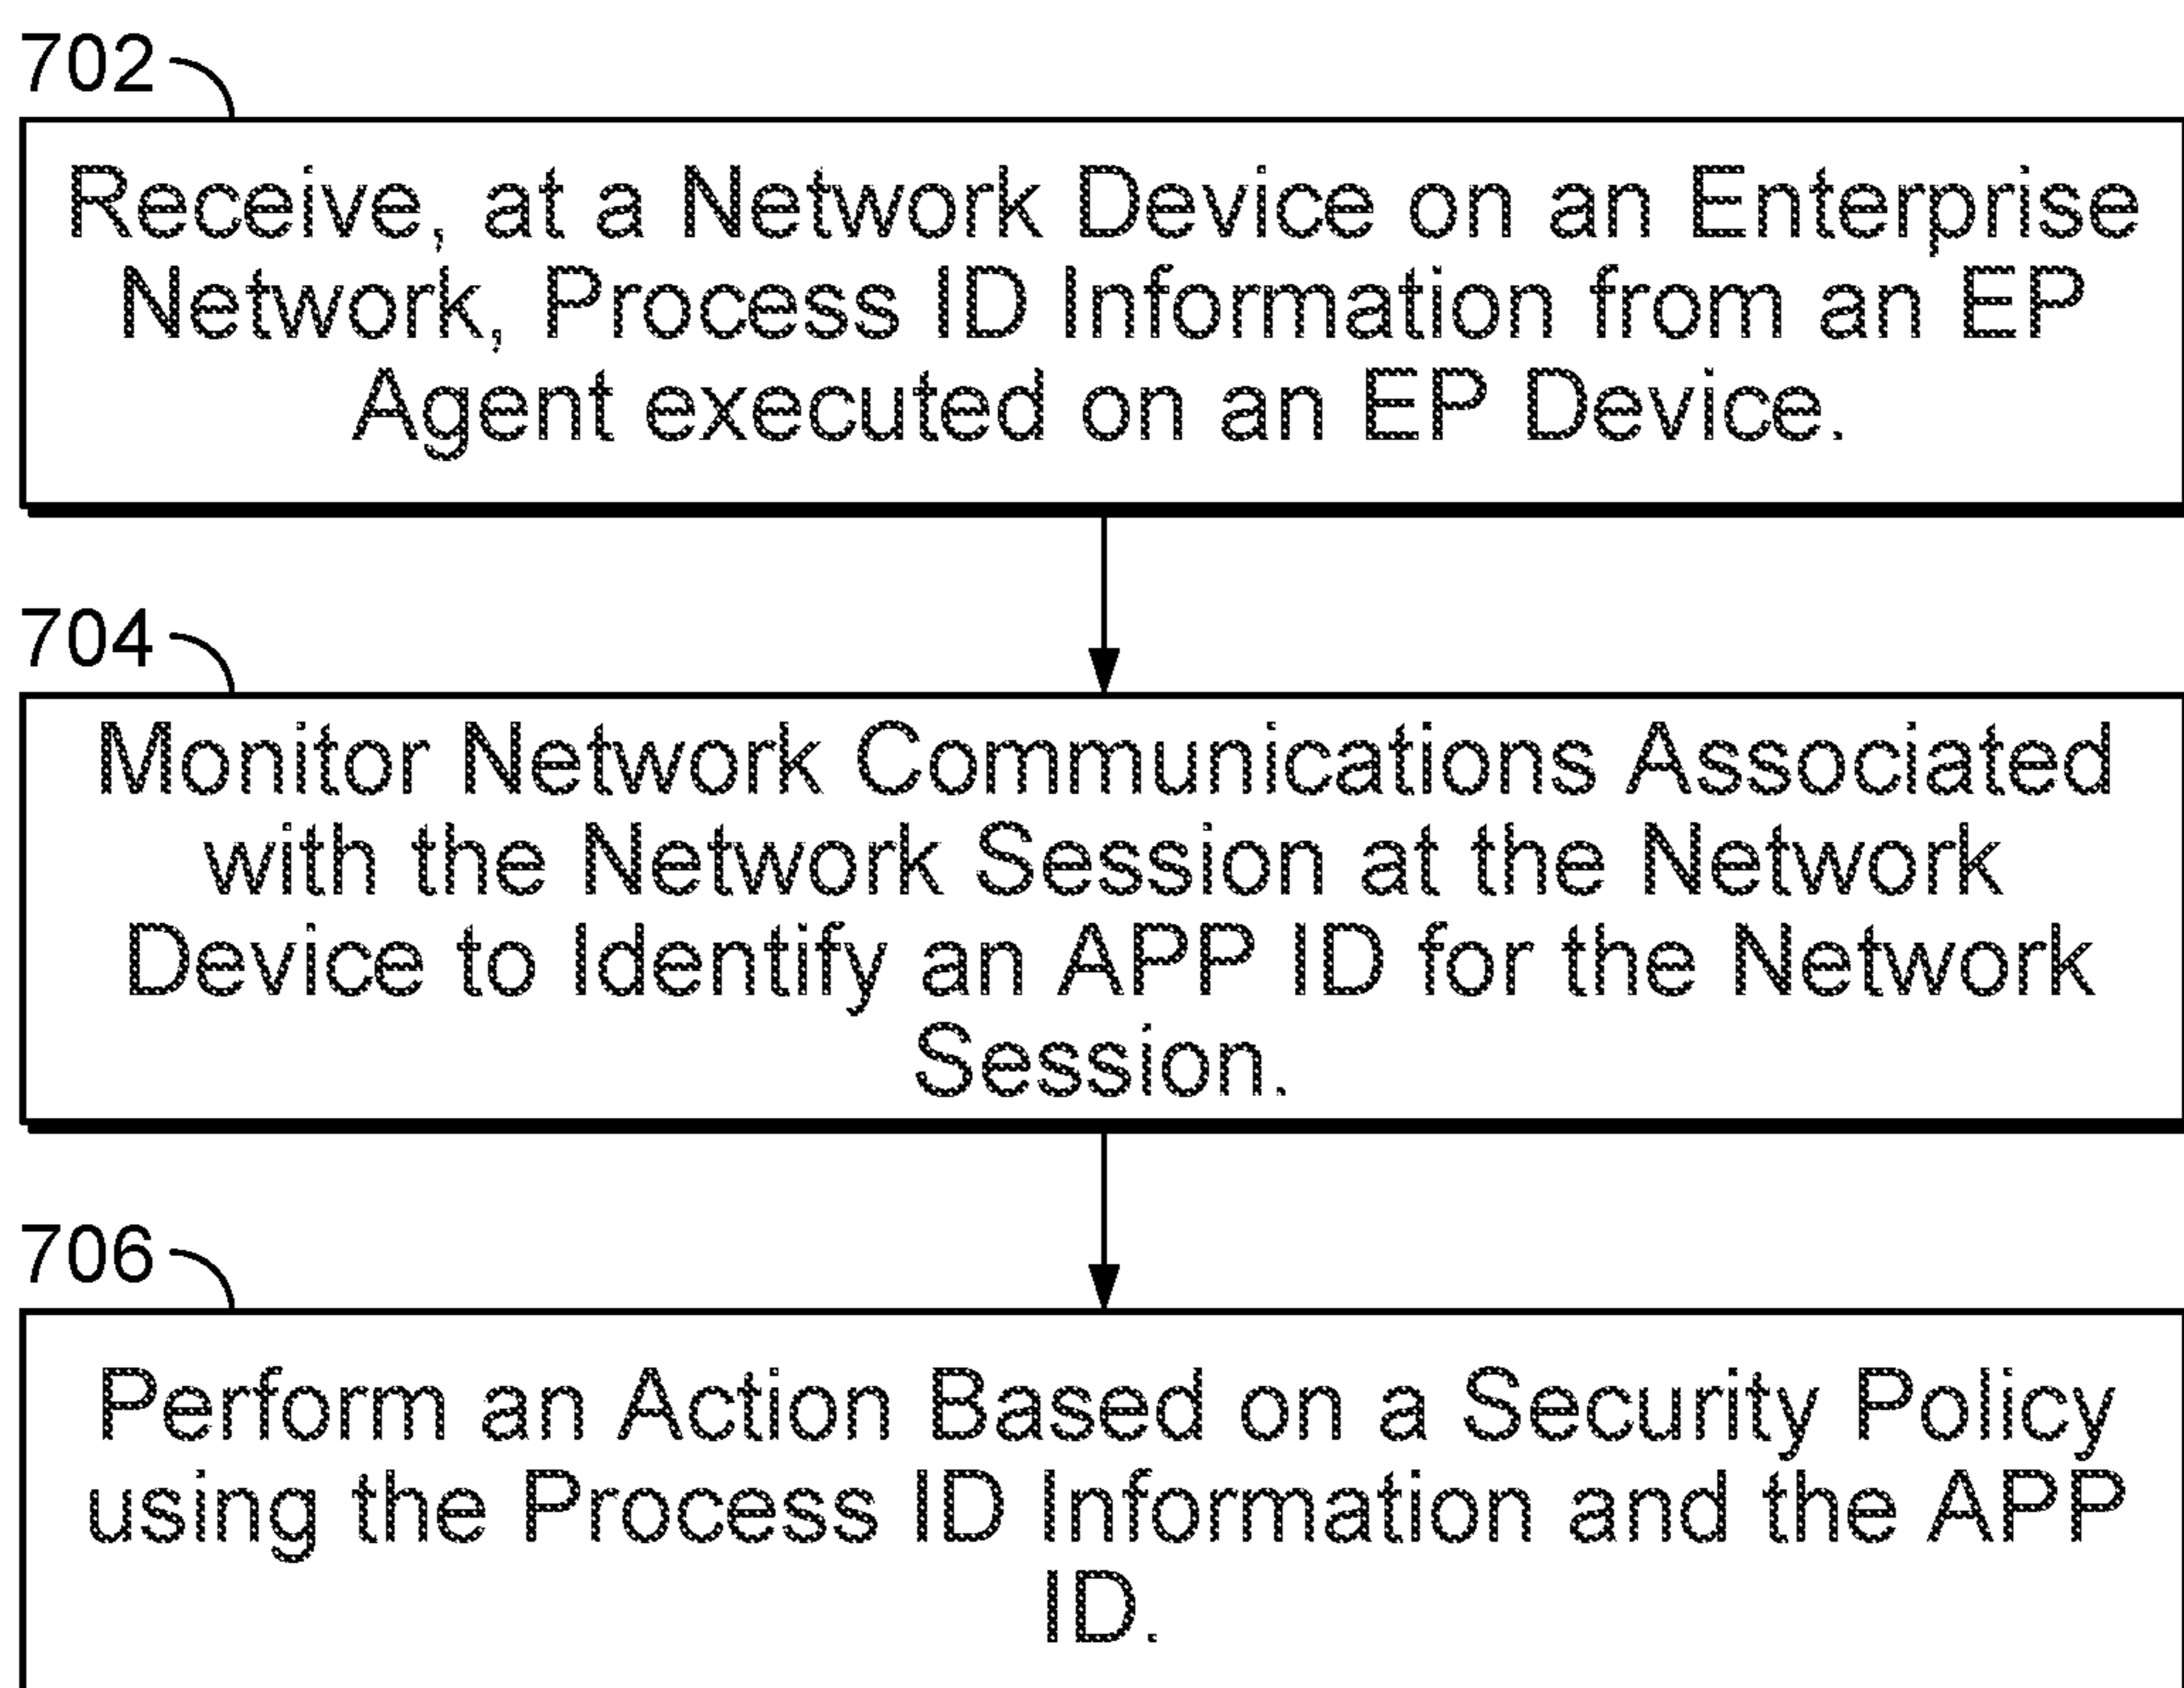 702
Receive, at a Network Device on an Enterprise
Network, Process ID Information from an EP
Agent executed on an EP Device.
704
Monitor Network Communications Associated
with the Network Session at the Network
Device to Identify an APP ID for the Network
Session.
706
Perform an Action Based on a Security Policy
using the Process ID Information and the APP
ID.